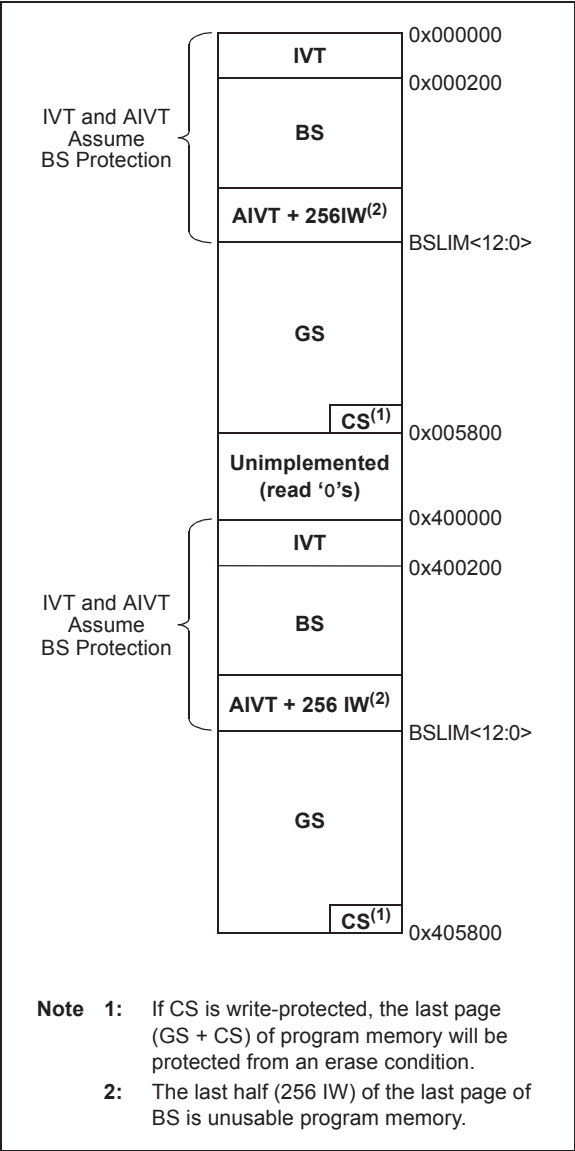 0x000000
IVT
0x000200
IVT and AIVT
Assume
BS Protection
BS
AIVT + 256IW(2)
BSLIM<12:0>
GS
CS(1)
0x005800
Unimplemented
(read ‘0’s)
0x400000
IVT
0x400200
IVT and AIVT
Assume
BS Protection
BS
AIVT + 256 IW(2)
BSLIM<12:0>
GS
CS(1)
0x405800
Note 1: If CS is write-protected, the last page
(GS + CS) of program memory will be
protected from an erase condition.
2: The last half (256 IW) of the last page of
BS is unusable program memory.